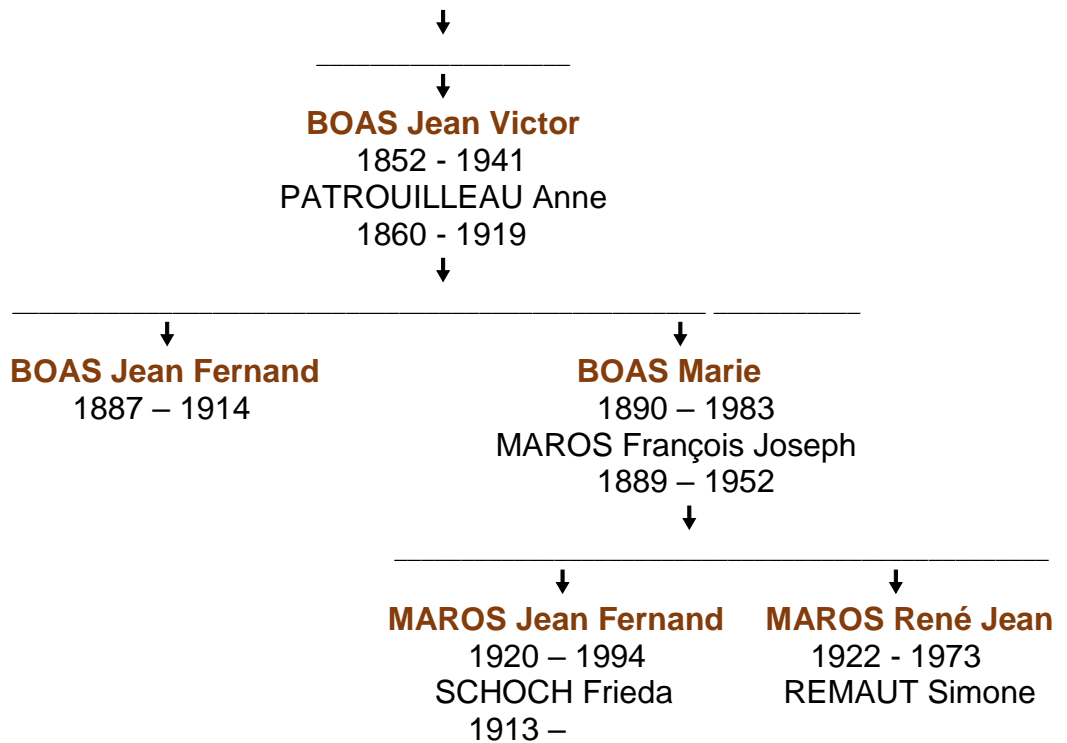 BOAS Jean Victor
1852 - 1941
PATROUILLEAU Anne
1860 - 1919
BOAS Jean Fernand
1887 – 1914
BOAS Marie
1890 – 1983
MAROS François Joseph
1889 – 1952
MAROS Jean Fernand
1920 – 1994
SCHOCH Frieda
1913 –
MAROS René Jean
1922 - 1973
REMAUT Simone